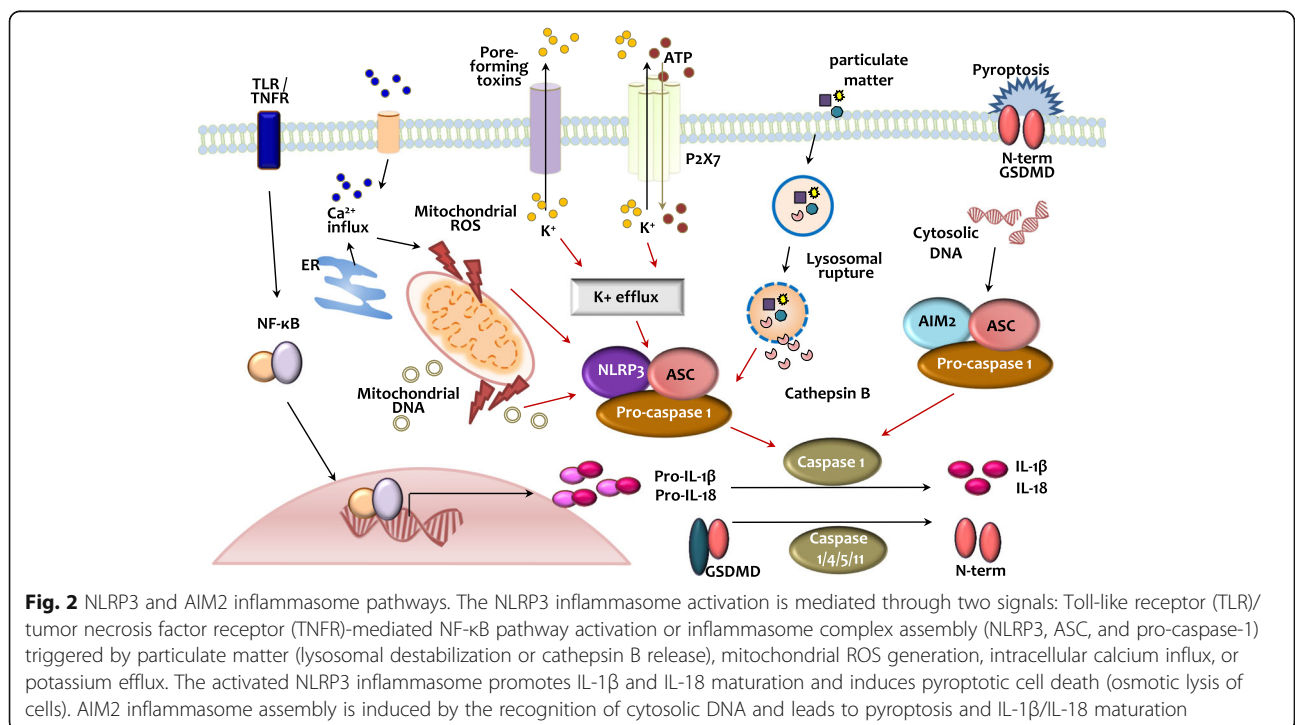 Pore-
forming
toxins
ATP
particulate
matter
Pyroptosis
TLR/
TNFR
P2X7
N-term
GSDMD
Ca²⁺
influx
Mitochondrial
ROS
K⁺
K⁺
Cytosolic
DNA
ER
Lysosomal
rupture
K+ efflux
NF-κB
AIM2
ASC
Pro-caspase 1
NLRP3
ASC
Pro-caspase 1
Mitochondrial
DNA
Cathepsin B
Caspase 1
Pro-IL-1β
Pro-IL-18
IL-1β
IL-18
GSDMD
Caspase
1/4/5/11
N-term
Fig. 2 NLRP3 and AIM2 inflammasome pathways. The NLRP3 inflammasome activation is mediated through two signals: Toll-like receptor (TLR)/
tumor necrosis factor receptor (TNFR)-mediated NF-κB pathway activation or inflammasome complex assembly (NLRP3, ASC, and pro-caspase-1)
triggered by particulate matter (lysosomal destabilization or cathepsin B release), mitochondrial ROS generation, intracellular calcium influx, or
potassium efflux. The activated NLRP3 inflammasome promotes IL-1β and IL-18 maturation and induces pyroptotic cell death (osmotic lysis of
cells). AIM2 inflammasome assembly is induced by the recognition of cytosolic DNA and leads to pyroptosis and IL-1β/IL-18 maturation